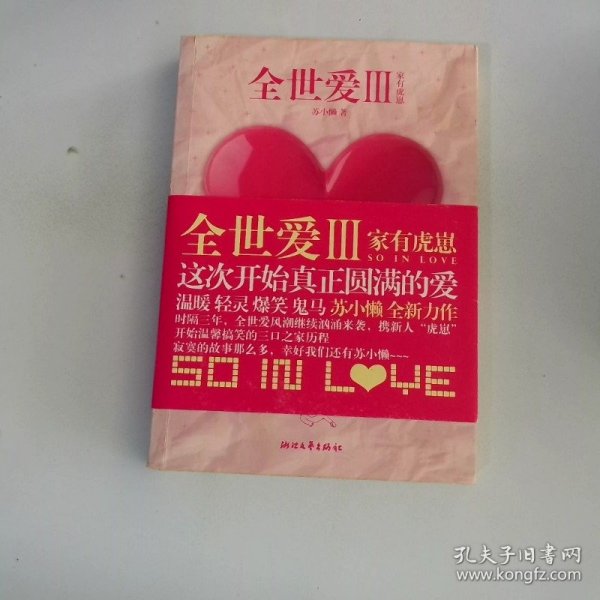 全世爱III
家有虎崽
苏小懒 著
全世爱III 家有虎崽
SO IN LOVE
这次开始真正圆满的爱
温暖 轻灵 爆笑 鬼马 苏小懒 全新力作
时隔三年，全世爱风潮继续汹涌来袭，携新人“虎崽”
开始温馨搞笑的三口之家历程
寂寞的故事那么多，幸好我们还有苏小懒~~~
SO IN L♥VE
浙江文艺出版社
孔夫子旧书网
www.kongfz.com